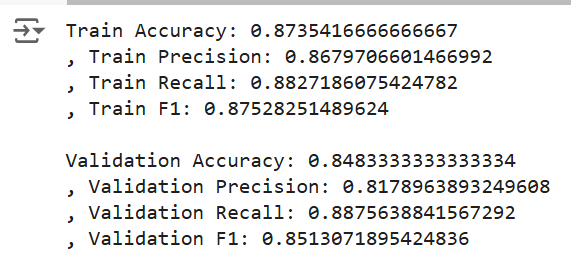 Train Accuracy: 0.8735416666666667
, Train Precision: 0.8679706601466992
, Train Recall: 0.8827186075424782
, Train F1: 0.87528251489624

Validation Accuracy: 0.8483333333333334
, Validation Precision: 0.8178963893249608
, Validation Recall: 0.8875638841567292
, Validation F1: 0.8513071895424836